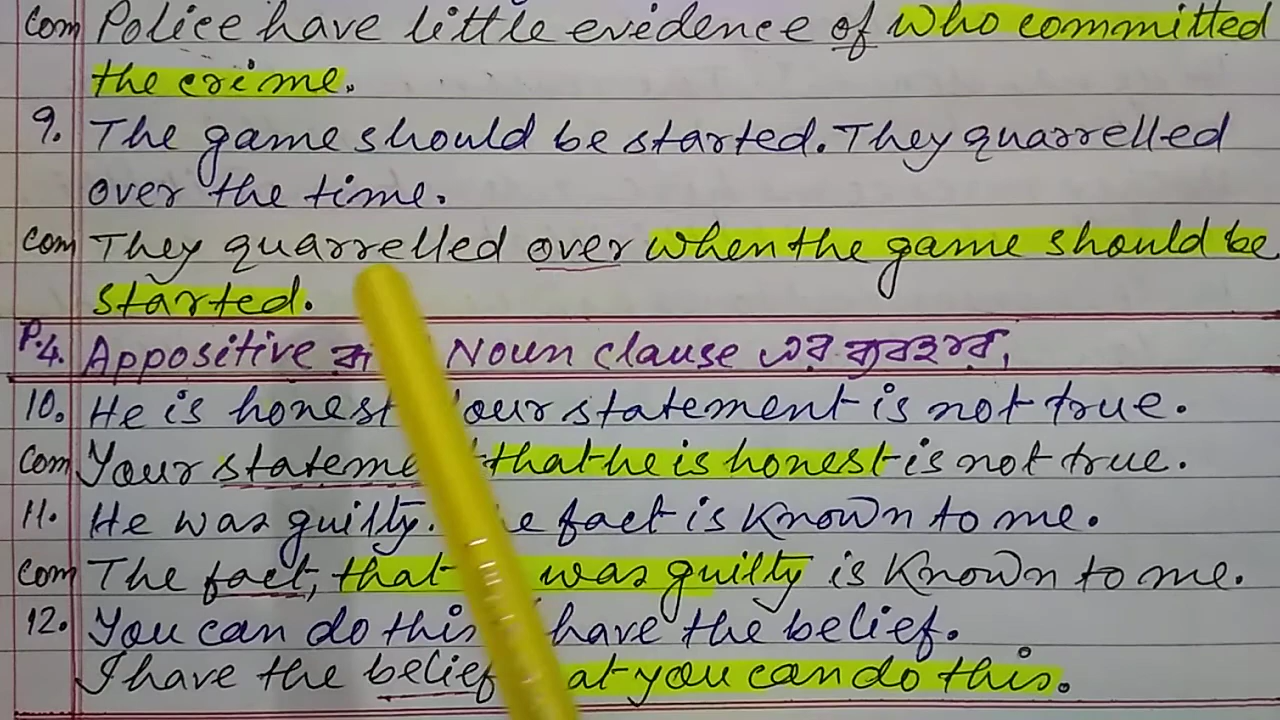 Com Police have little evidence of who committed
the crime.
9. The game should be started. They quarrelled
over the time.
Com They quarrelled over when the game should be
started.
P.4. Appositive Noun clause এর ব্যবহার,
10. He is honest our statement is not true.
Com Your stateme that he is honest is not true.
11. He was guilty. e fact is known to me.
Com The fact, that was guilty is known to me.
12. You can do this have the belief.
I have the belief at you can do this.